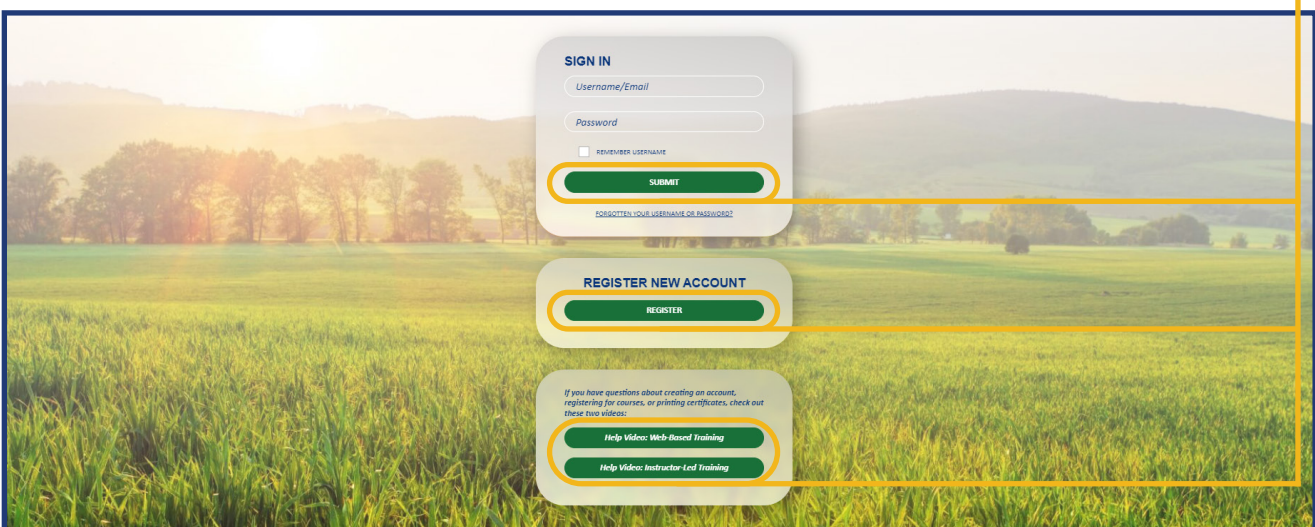 SIGN IN
Username/Email
Password
REMEMBER USERNAME
SUBMIT
FORGOTTEN YOUR USERNAME OR PASSWORD?
REGISTER NEW ACCOUNT
REGISTER
If you have questions about creating an account,
registering for courses, or printing certificates, check out
these two videos:
Help Video: Web-Based Training
Help Video: Instructor-Led Training